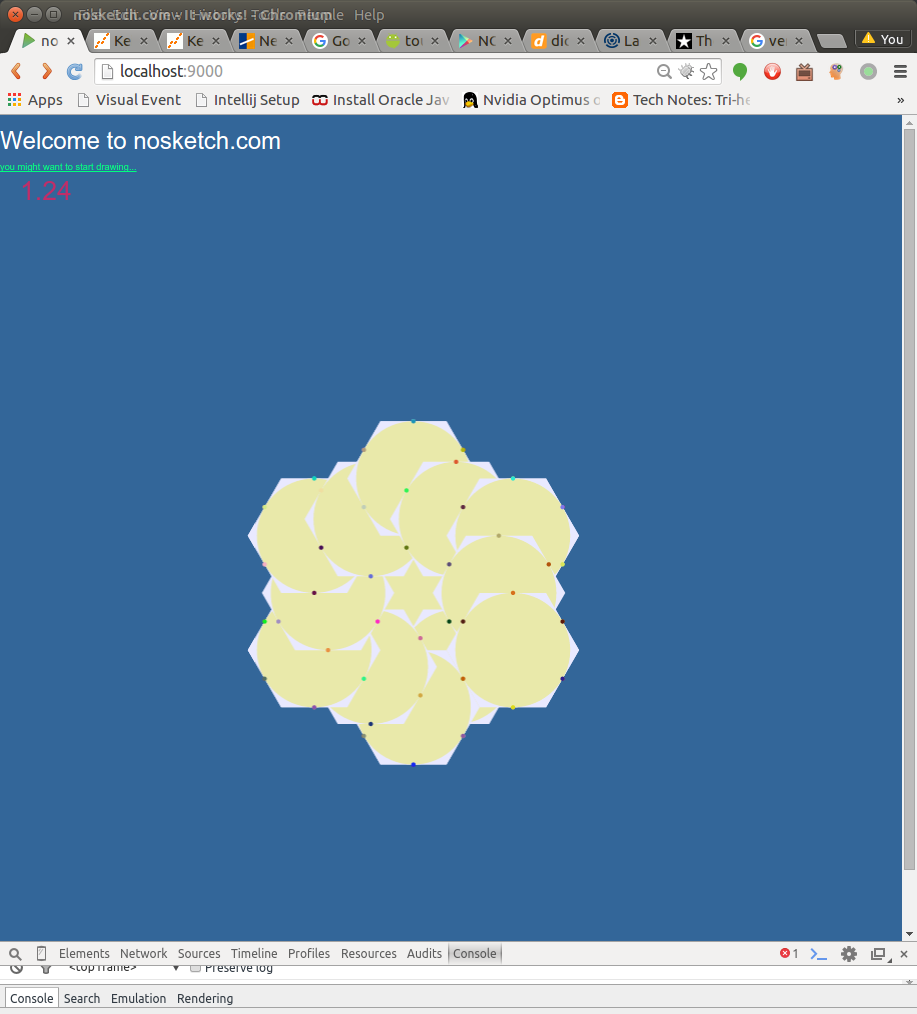 nosketch.com - It works! - Chromium
Help
no
Ke
Ke
Ne
Go
tou
NO
dic
La
Th
ve
You
localhost:9000
Apps
Visual Event
Intellij Setup
Install Oracle Jav
Nvidia Optimus
Tech Notes: Tri-he
»
Welcome to nosketch.com
you might want to start drawing...
1.24
Elements Network Sources Timeline Profiles Resources Audits Console
1
<top frame>
Preserve log
Console Search Emulation Rendering